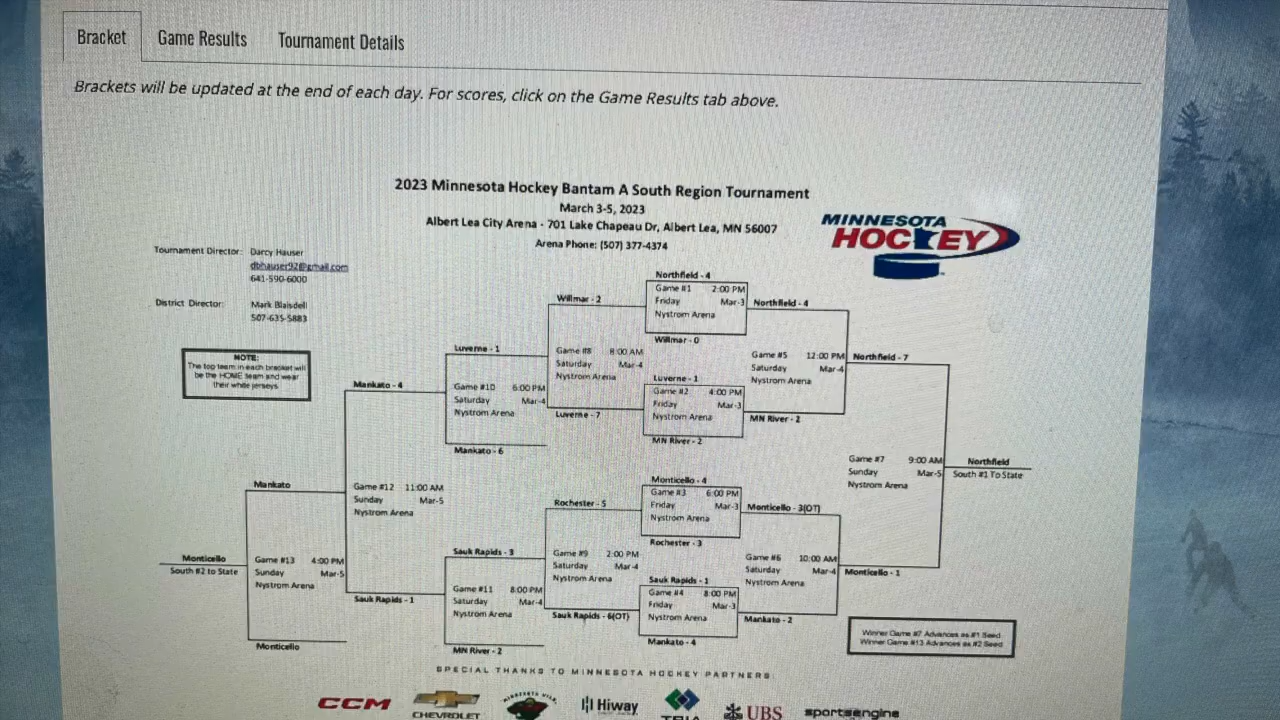 Bracket
Game Results
Tournament Details
Brackets will be updated at the end of each day. For scores, click on the Game Results tab above.
2023 Minnesota Hockey Bantam A South Region Tournament
March 3-5, 2023
Albert Lea City Arena - 701 Lake Chapeau Dr, Albert Lea, MN 56007
Arena Phone: (507) 377-4374
MINNESOTA
HOCKEY
Tournament Director: Darcy Hauser
dbhauser92@gmail.com
641-590-6000
District Director: Mark Blaisdell
507-635-5883
NOTE:
The top team in each bracket will
be the HOME team and wear
their white jerseys
Northfield - 4
Game #1 2:00 PM
Friday Mar-3
Nystrom Arena
Willmar - 0
Luverne - 1
Game #2 4:00 PM
Friday Mar-3
Nystrom Arena
MN River - 2
Monticello - 4
Game #3 6:00 PM
Friday Mar-3
Nystrom Arena
Rochester - 3
Sauk Rapids - 1
Game #4 8:00 PM
Friday Mar-3
Nystrom Arena
Mankato - 4
Northfield - 4
Game #5 12:00 PM
Saturday Mar-4
Nystrom Arena
MN River - 2
Monticello - 3(OT)
Game #6 10:00 AM
Saturday Mar-4
Nystrom Arena
Mankato - 2
Northfield - 7
Game #7 9:00 AM
Sunday Mar-5
Nystrom Arena
Monticello - 1
Northfield
South #1 To State
Willmar - 2
Game #8 8:00 AM
Saturday Mar-4
Nystrom Arena
Luverne - 7
Rochester - 5
Game #9 2:00 PM
Saturday Mar-4
Nystrom Arena
Sauk Rapids - 6(OT)
Luverne - 1
Game #10 6:00 PM
Saturday Mar-4
Nystrom Arena
Mankato - 6
Sauk Rapids - 3
Game #11 8:00 PM
Saturday Mar-4
Nystrom Arena
MN River - 2
Mankato - 4
Game #12 11:00 AM
Sunday Mar-5
Nystrom Arena
Sauk Rapids - 1
Mankato
Game #13 4:00 PM
Sunday Mar-5
Nystrom Arena
Monticello
Monticello
South #2 to State
Winner Game #7 Advances as #1 Seed
Winner Game #13 Advances as #2 Seed
SPECIAL THANKS TO MINNESOTA HOCKEY PARTNERS
CCM
CHEVROLET
MINNESOTA WILD
Hiway
TRIA
UBS
sportsengine